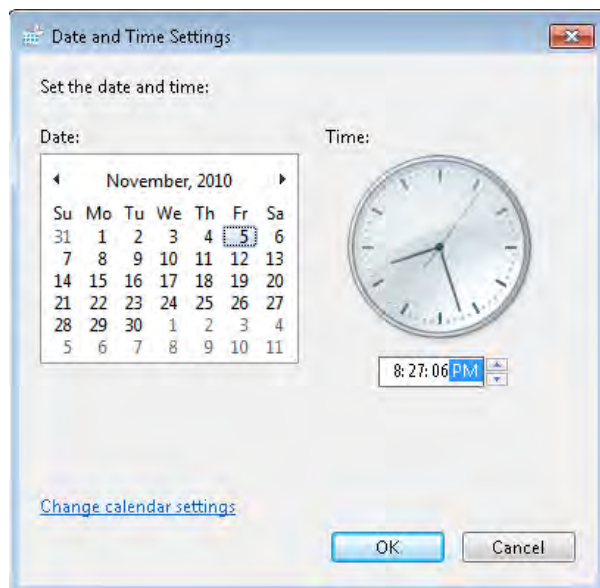 Date and Time Settings
Set the date and time:
Date:
Time:
November, 2010
Su Mo Tu We Th Fr Sa
31 1 2 3 4 5 6
7 8 9 10 11 12 13
14 15 16 17 18 19 20
21 22 23 24 25 26 27
28 29 30 1 2 3 4
5 6 7 8 9 10 11
8:27:06 PM
Change calendar settings
OK
Cancel